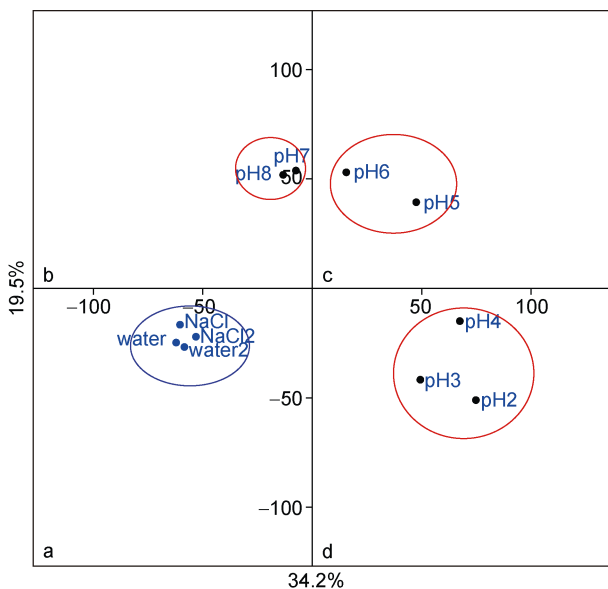 100
pH7
pH8
50
pH6
pH5
b
c
19.5%
−100
−50
50
100
NaCl
NaCl2
water
water2
pH4
pH3
pH2
−50
−100
a
d
34.2%